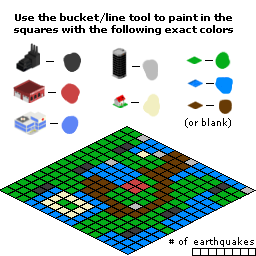 Use the bucket/line tool to paint in the
squares with the following exact colors
(or blank)
# of earthquakes